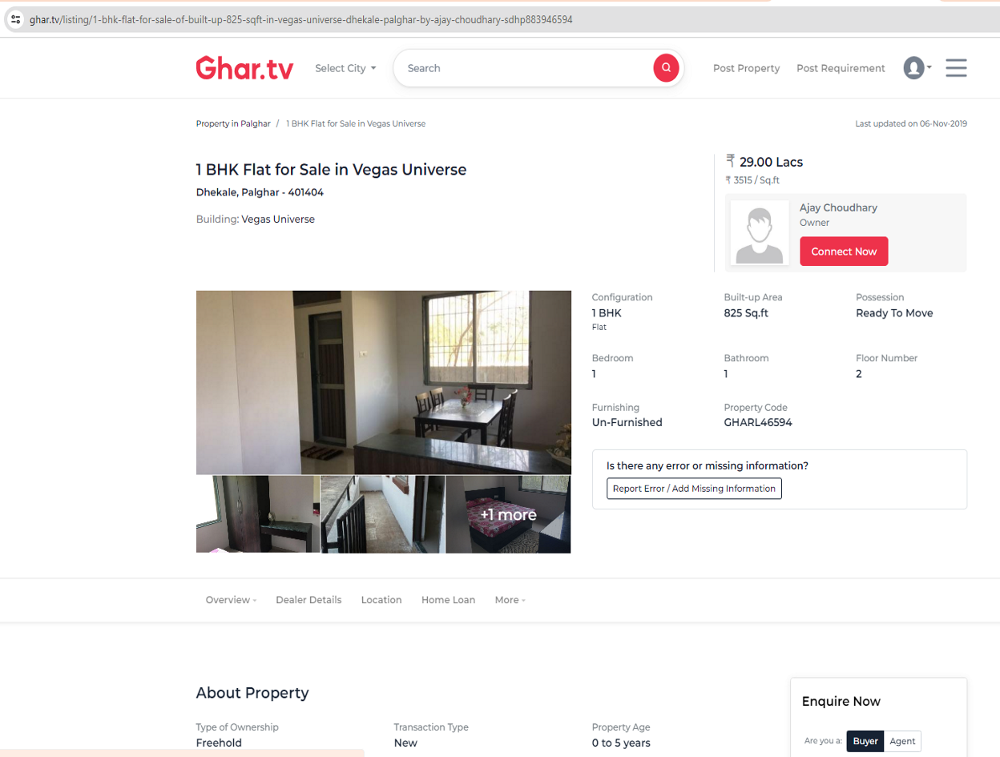 ghar.tv/listing/1-bhk-flat-for-sale-of-built-up-825-sqft-in-vegas-universe-dhekale-palghar-by-ajay-choudhary-sdhp883946594
Ghar.tv Select City Search Post Property Post Requirement
Property in Palghar / 1 BHK Flat for Sale in Vegas Universe Last updated on 06-Nov-2019
1 BHK Flat for Sale in Vegas Universe
Dhekale, Palghar - 401404
Building: Vegas Universe
₹ 29.00 Lacs
₹ 3515 / Sq.ft
Ajay Choudhary
Owner
Connect Now
+1 more
Configuration Built-up Area Possession
1 BHK 825 Sq.ft Ready To Move
Flat
Bedroom Bathroom Floor Number
1 1 2
Furnishing Property Code
Un-Furnished GHARL46594
Is there any error or missing information?
Report Error / Add Missing Information
Overview Dealer Details Location Home Loan More
About Property
Type of Ownership Transaction Type Property Age
Freehold New 0 to 5 years
Enquire Now
Are you a: Buyer Agent